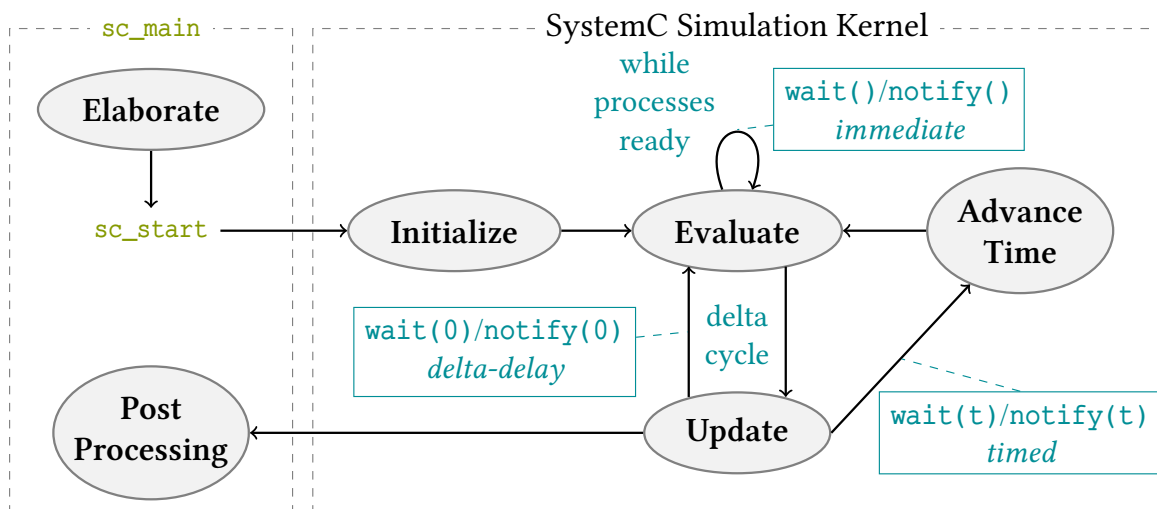 sc_main
SystemC Simulation Kernel
Elaborate
while
processes
ready
wait()/notify()
immediate
sc_start
Initialize
Evaluate
Advance
Time
wait(0)/notify(0)
delta-delay
delta
cycle
Post
Processing
Update
wait(t)/notify(t)
timed